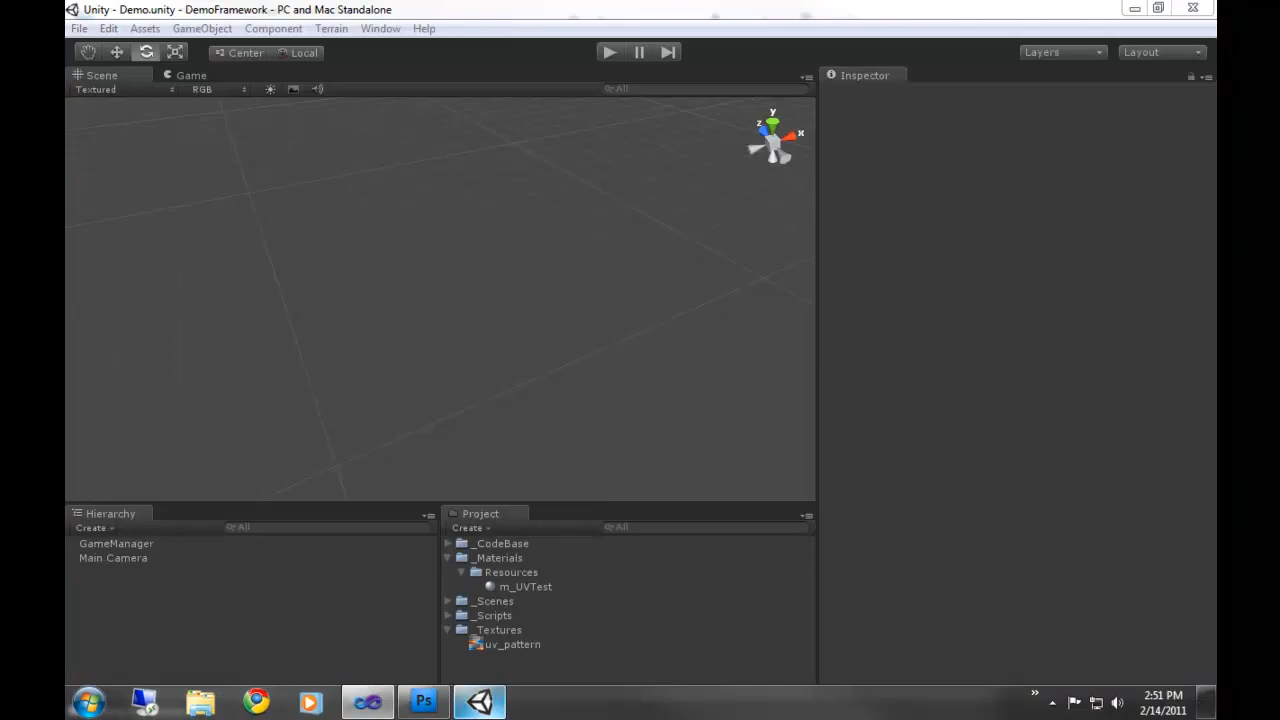 Unity - Demo.unity - DemoFramework - PC and Mac Standalone
File Edit Assets GameObject Component Terrain Window Help
Center Local Layers Layout
Scene Game Inspector
Textured RGB All
y
z x
Hierarchy Project
Create All Create All
GameManager _CodeBase
Main Camera _Materials
Resources
m_UVTest
_Scenes
_Scripts
_Textures
uv_pattern
Ps
2:51 PM
2/14/2011